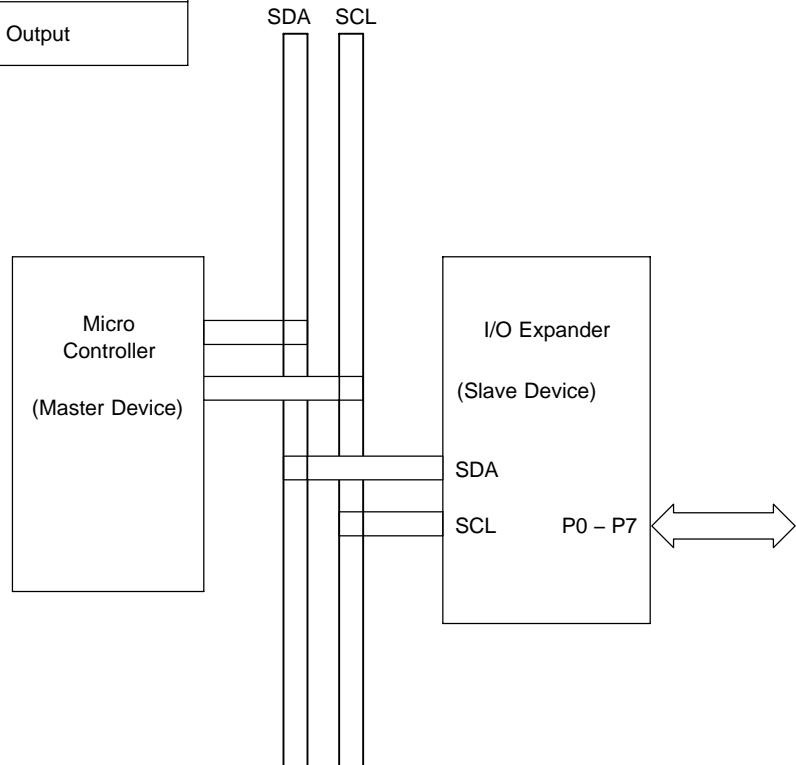 SDA SCL
Output
Micro
Controller
(Master Device)
I/O Expander
(Slave Device)
SDA
SCL P0 – P7